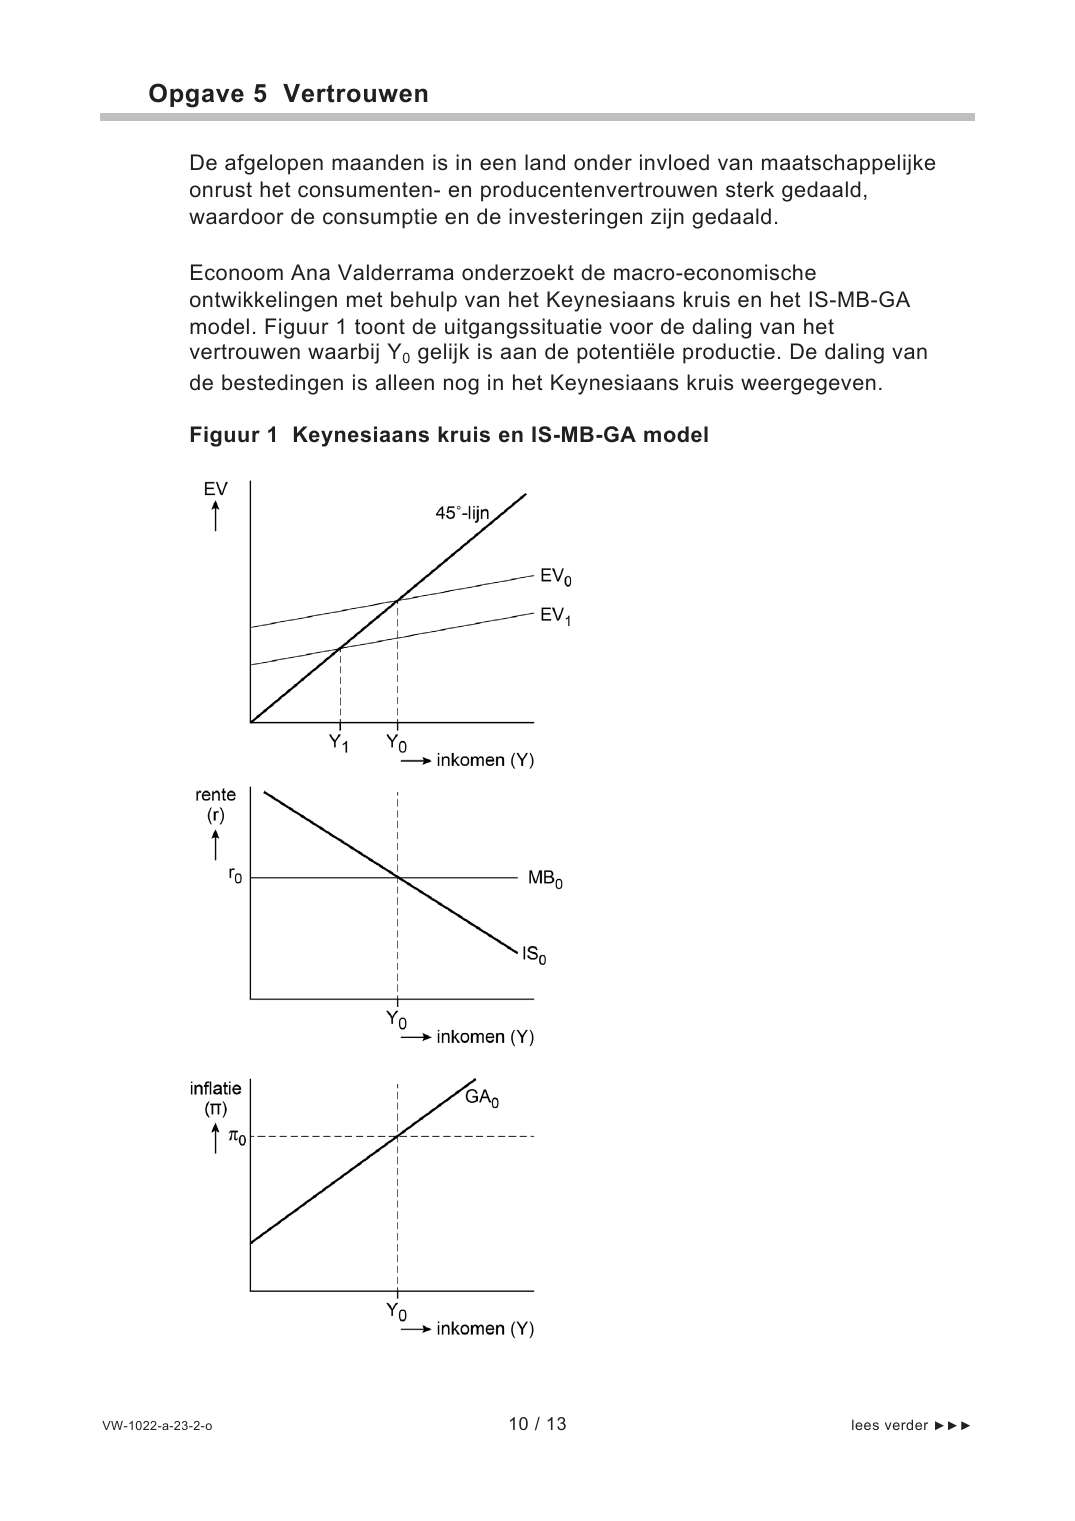 Opgave 5  Vertrouwen
De afgelopen maanden is in een land onder invloed van maatschappelijke
onrust het consumenten- en producentenvertrouwen sterk gedaald,
waardoor de consumptie en de investeringen zijn gedaald.
Econoom Ana Valderrama onderzoekt de macro-economische
ontwikkelingen met behulp van het Keynesiaans kruis en het IS-MB-GA
model. Figuur 1 toont de uitgangssituatie voor de daling van het
vertrouwen waarbij Y0 gelijk is aan de potentiële productie. De daling van
de bestedingen is alleen nog in het Keynesiaans kruis weergegeven.
Figuur 1  Keynesiaans kruis en IS-MB-GA model
EV
45˚-lijn
EV0
EV1
Y1
Y0
inkomen (Y)
rente
(r)
r0
MB0
IS0
Y0
inkomen (Y)
inflatie
(π)
π0
GA0
Y0
inkomen (Y)
VW-1022-a-23-2-o
10 / 13
lees verder ►►►